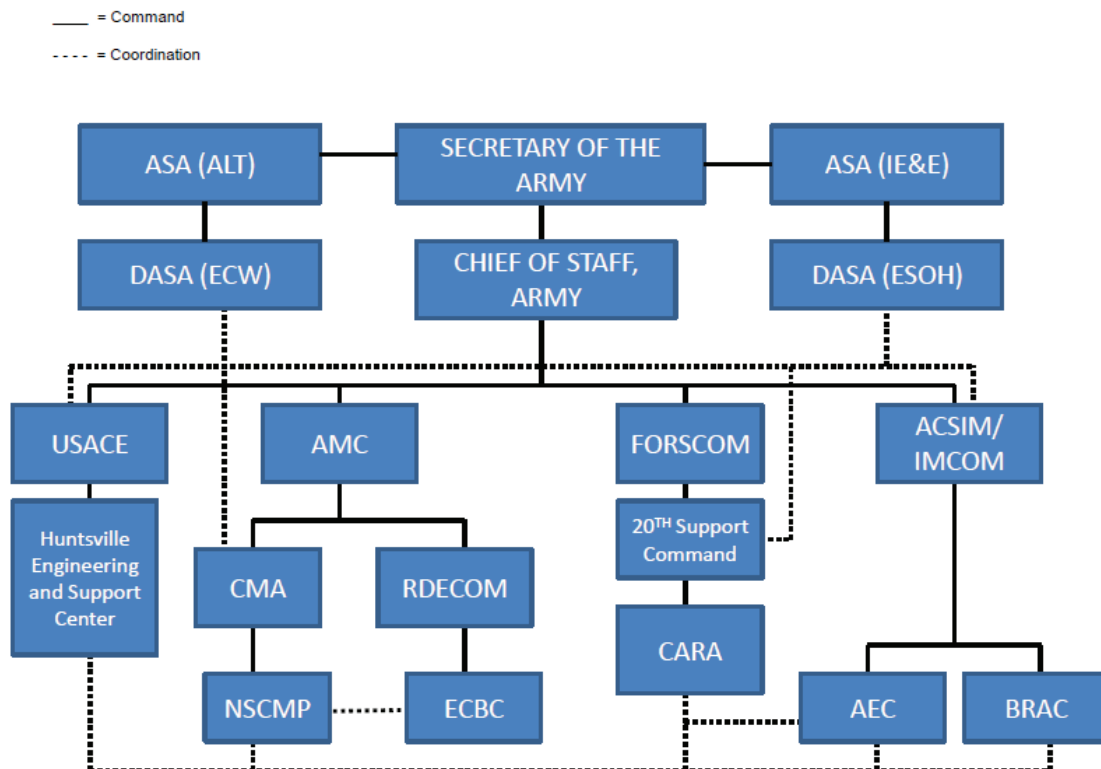 ____ = Command
- - - - = Coordination
ASA (ALT)
SECRETARY OF THE
ARMY
ASA (IE&E)
DASA (ECW)
CHIEF OF STAFF,
ARMY
DASA (ESOH)
USACE
AMC
FORSCOM
ACSIM/
IMCOM
Huntsville
Engineering
and Support
Center
20TH Support
Command
CMA
RDECOM
CARA
NSCMP
ECBC
AEC
BRAC